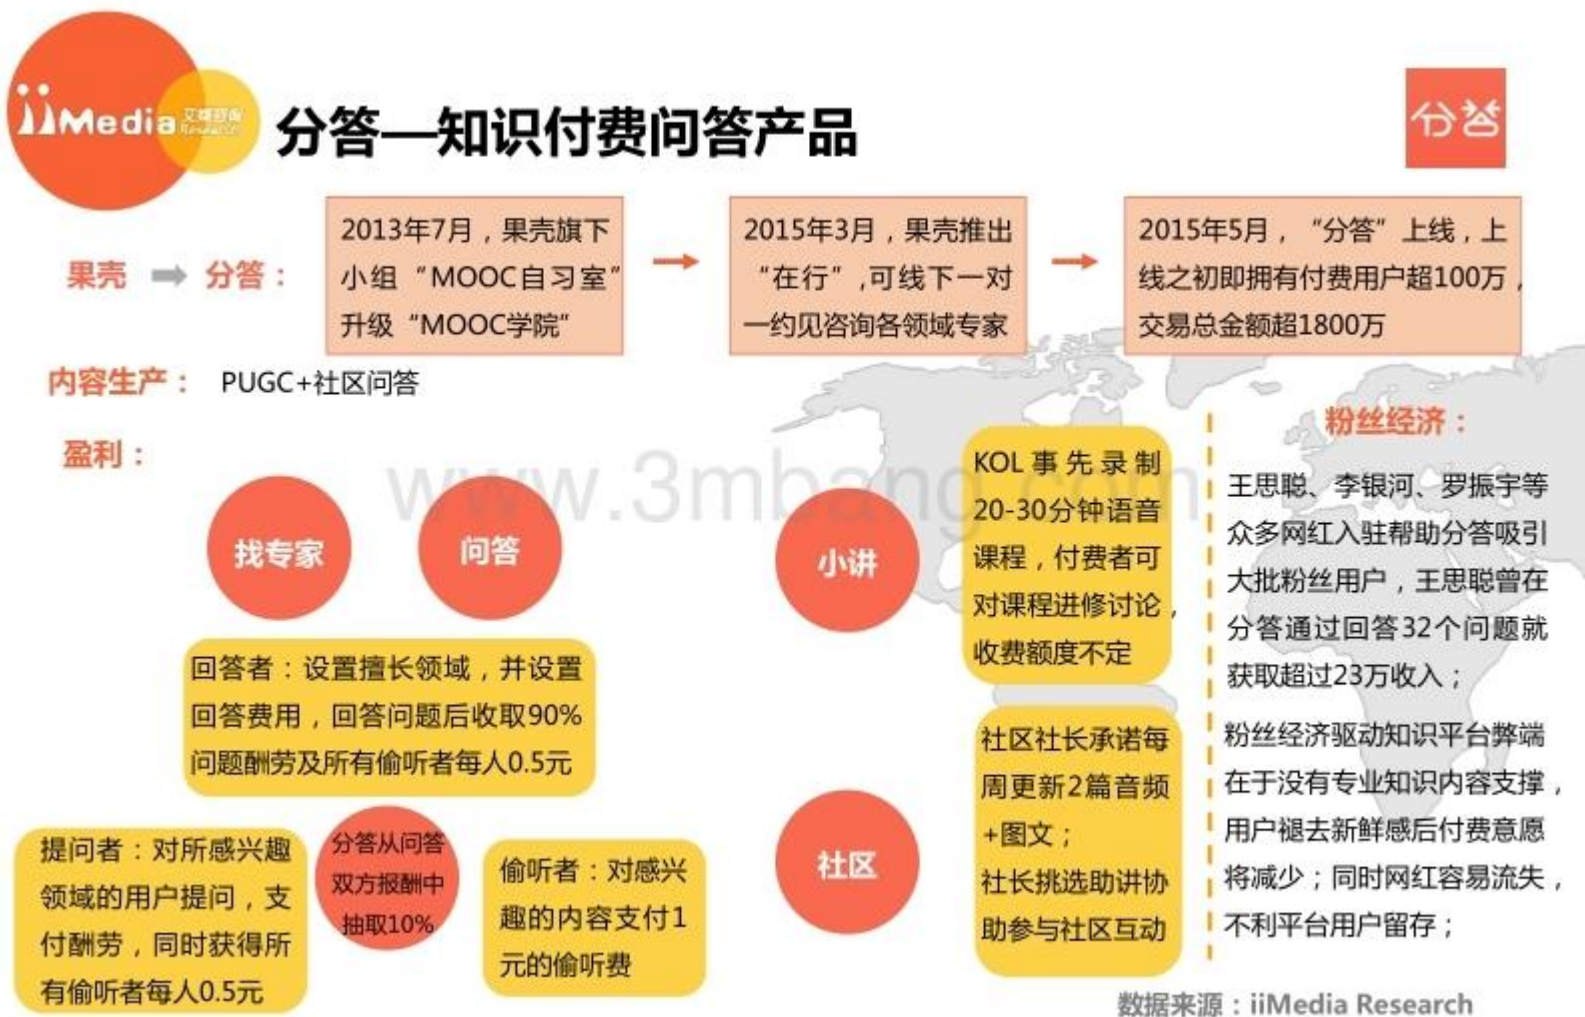 iiMedia 艾媒咨询
Research
分答—知识付费问答产品
分答
果壳 分答：
2013年7月，果壳旗下
小组“MOOC自习室”
升级“MOOC学院”
2015年3月，果壳推出
“在行”,可线下一对
一约见咨询各领域专家
2015年5月，“分答”上线，上
线之初即拥有付费用户超100万，
交易总金额超1800万
内容生产： PUGC+社区问答
盈利：
www.3mbang.com
找专家
问答
回答者：设置擅长领域，并设置
回答费用，回答问题后收取90%
问题酬劳及所有偷听者每人0.5元
提问者：对所感兴趣
领域的用户提问，支
付酬劳，同时获得所
有偷听者每人0.5元
分答从问答
双方报酬中
抽取10%
偷听者：对感兴
趣的内容支付1
元的偷听费
小讲
KOL事先录制
20-30分钟语音
课程，付费者可
对课程进修讨论，
收费额度不定
社区
社区社长承诺每
周更新2篇音频
+图文；
社长挑选助讲协
助参与社区互动
粉丝经济：
王思聪、李银河、罗振宇等
众多网红入驻帮助分答吸引
大批粉丝用户，王思聪曾在
分答通过回答32个问题就
获取超过23万收入；
粉丝经济驱动知识平台弊端
在于没有专业知识内容支撑，
用户褪去新鲜感后付费意愿
将减少；同时网红容易流失，
不利平台用户留存；
数据来源：iiMedia Research